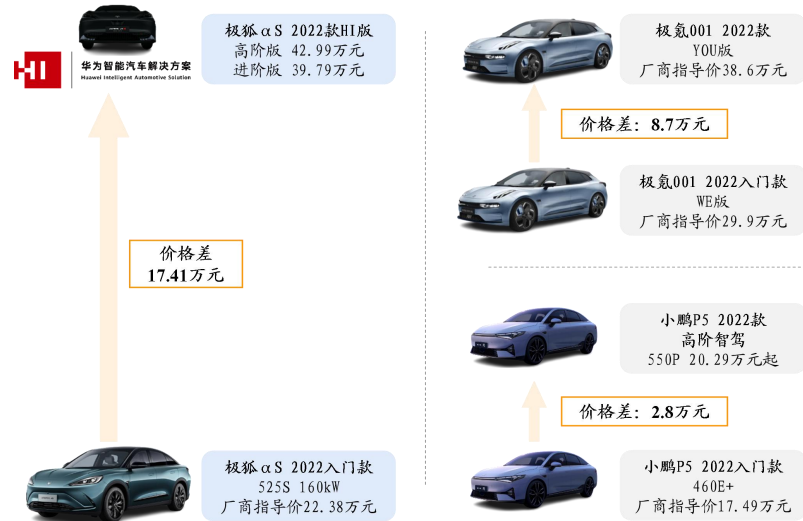 HI
华为智能汽车解决方案
Huawei Intelligent Automotive Solution
极狐αS 2022款HI版
高阶版 42.99万元
进阶版 39.79万元
价格差
17.41万元
极狐αS 2022入门款
525S 160kW
厂商指导价22.38万元
极氪001 2022款
YOU版
厂商指导价38.6万元
价格差：8.7万元
极氪001 2022入门款
WE版
厂商指导价29.9万元
小鹏P5 2022款
高阶智驾
550P 20.29万元起
价格差：2.8万元
小鹏P5 2022入门款
460E+
厂商指导价17.49万元